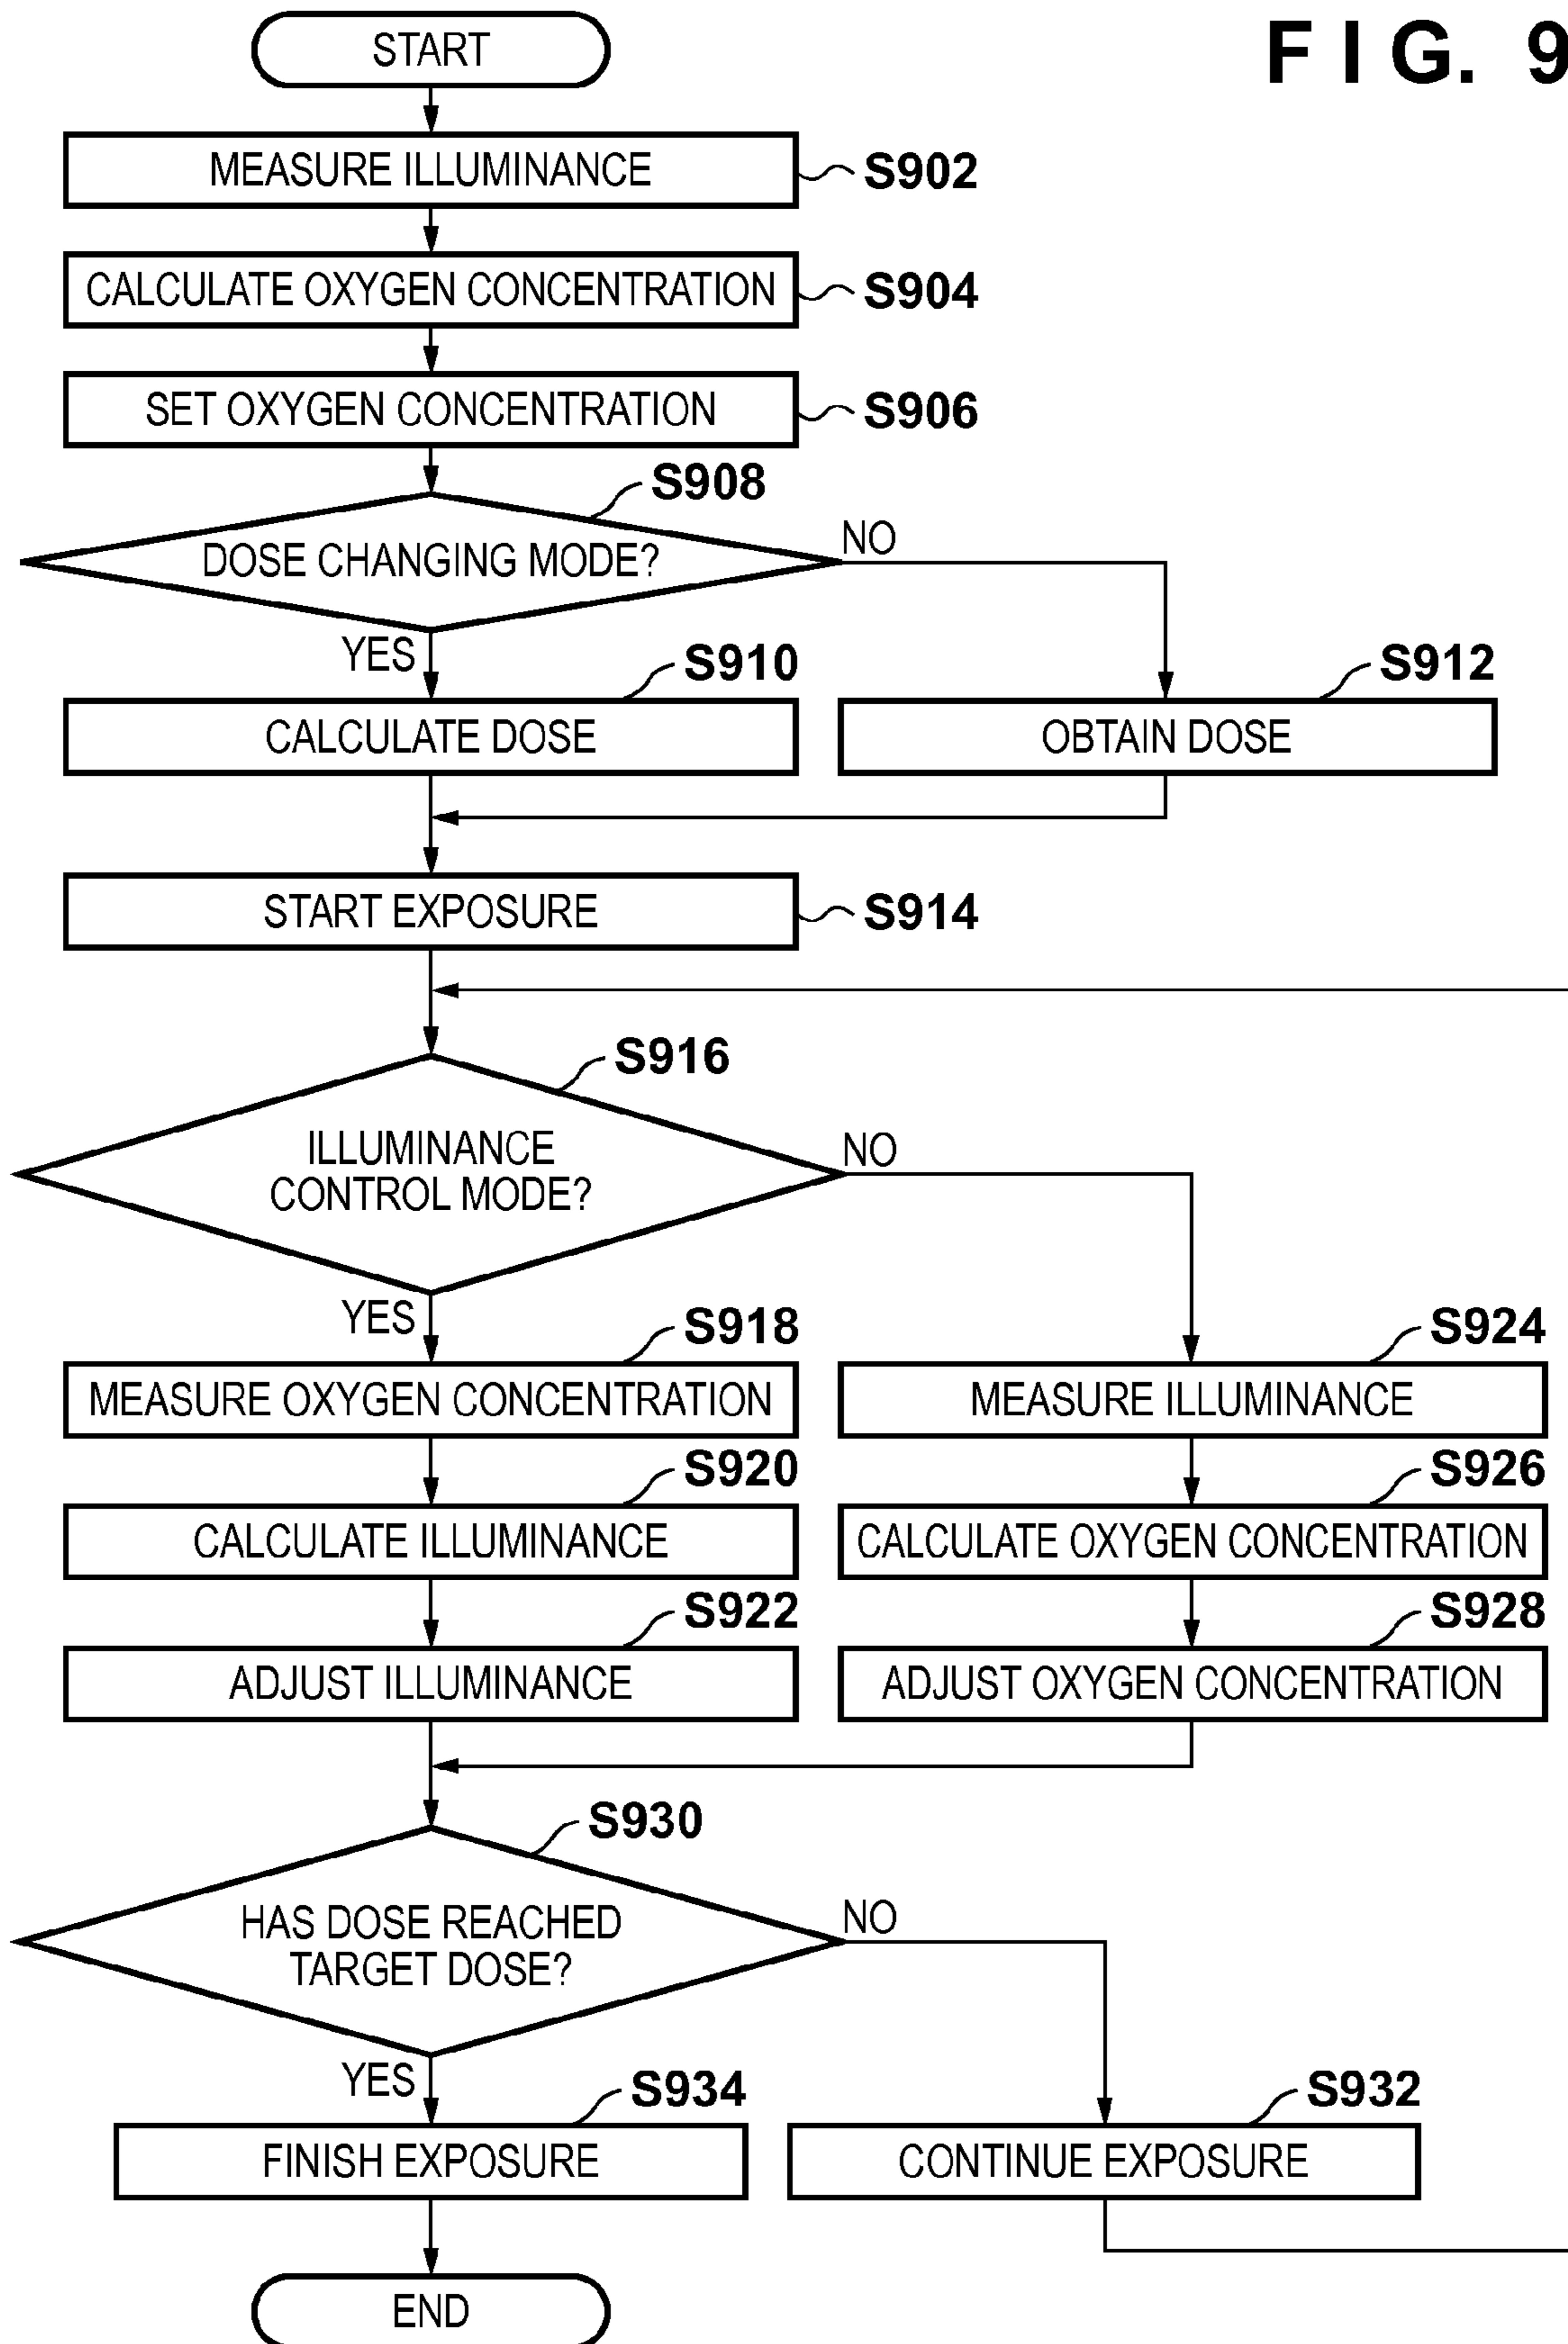 FIG. 9
START
MEASURE ILLUMINANCE
S902
CALCULATE OXYGEN CONCENTRATION
S904
SET OXYGEN CONCENTRATION
S906
S908
DOSE CHANGING MODE?
NO
YES
S910
S912
CALCULATE DOSE
OBTAIN DOSE
START EXPOSURE
S914
S916
ILLUMINANCE
CONTROL MODE?
NO
YES
S918
S924
MEASURE OXYGEN CONCENTRATION
MEASURE ILLUMINANCE
S920
S926
CALCULATE ILLUMINANCE
CALCULATE OXYGEN CONCENTRATION
S922
S928
ADJUST ILLUMINANCE
ADJUST OXYGEN CONCENTRATION
S930
HAS DOSE REACHED
TARGET DOSE?
NO
YES
S934
S932
FINISH EXPOSURE
CONTINUE EXPOSURE
END